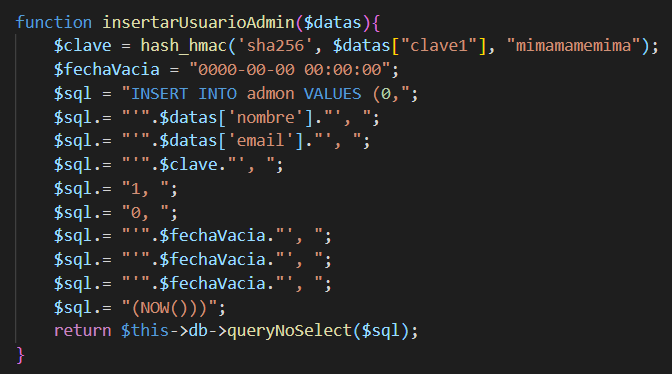 function insertarUsuarioAdmin($datas){
    $clave = hash_hmac('sha256', $datas["clave1"], "mimamamemima");
    $fechaVacia = "0000-00-00 00:00:00";
    $sql = "INSERT INTO admon VALUES (0,";
    $sql.= "'".$datas['nombre']."', ";
    $sql.= "'".$datas['email']."', ";
    $sql.= "'".$clave."', ";
    $sql.= "1, ";
    $sql.= "0, ";
    $sql.= "'".$fechaVacia."', ";
    $sql.= "'".$fechaVacia."', ";
    $sql.= "'".$fechaVacia."', ";
    $sql.= "(NOW()))";
    return $this->db->queryNoSelect($sql);
}